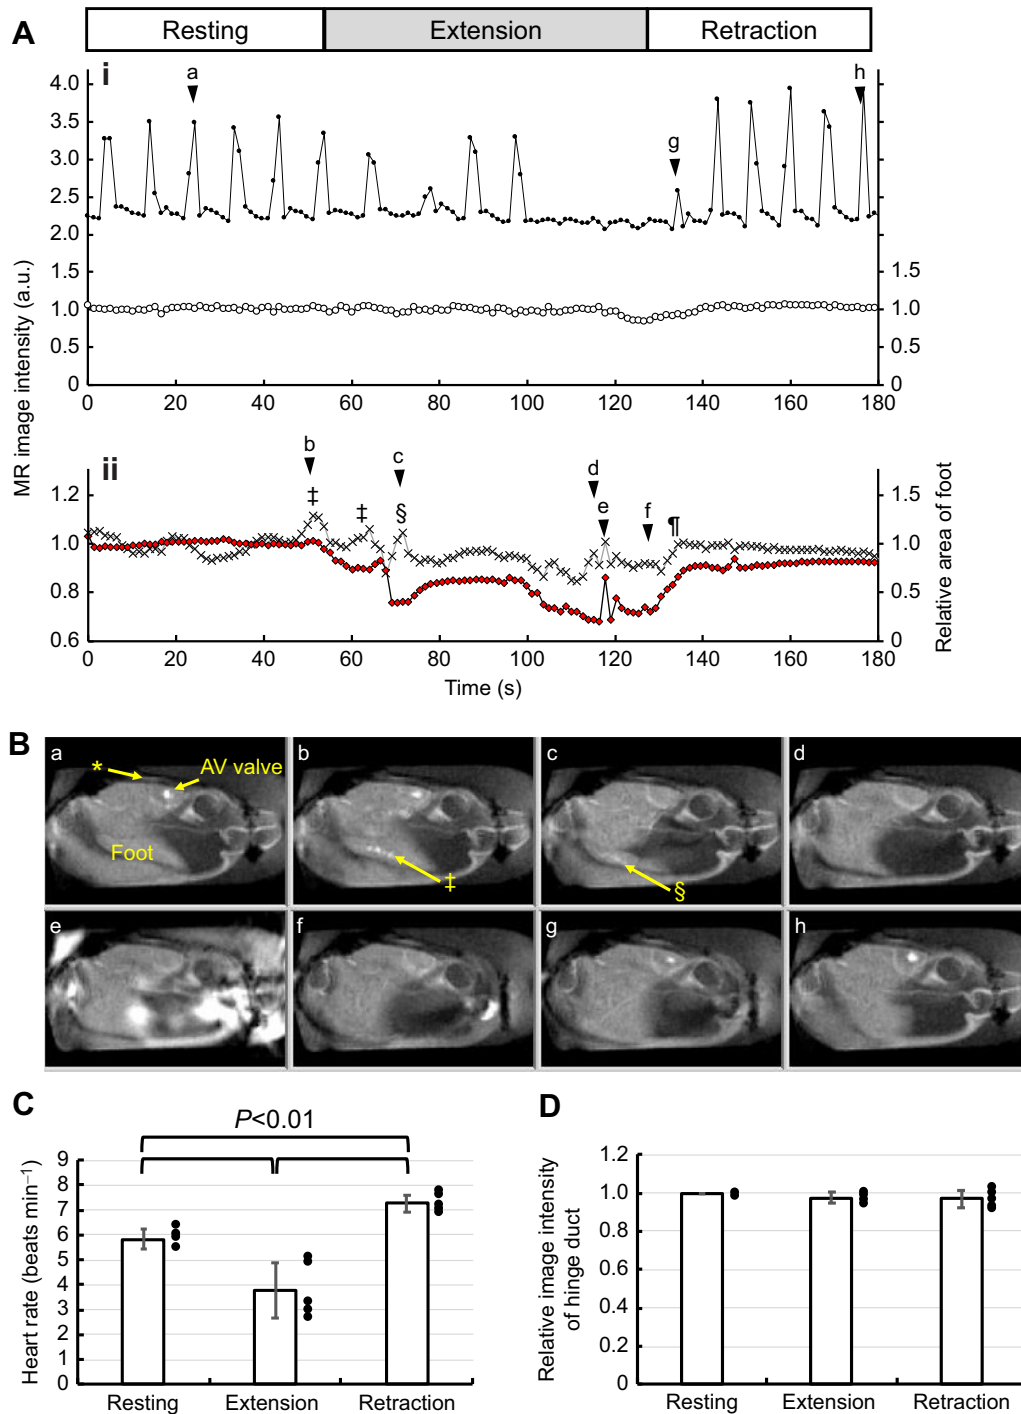 A
Resting Extension Retraction
i
a
h
g
4.0
3.5
3.0
2.5
2.0
1.5 1.5
1.0 1.0
0.5 0.5
0 0
0 20 40 60 80 100 120 140 160 180
MR image intensity (a.u.)
ii
b c d e f
‡ ‡ § ¶
1.2 1.5
1.0 1.0
0.8 0.5
0.6 0
0 20 40 60 80 100 120 140 160 180
Time (s)
Relative area of foot
B
a b c d
* AV valve
Foot
‡ §
e f g h
C
P<0.01
9
8
7
6
5
4
3
2
1
0
Heart rate (beats min−1)
Resting Extension Retraction
D
1.2
1.0
0.8
0.6
0.4
0.2
0
Relative image intensity
of hinge duct
Resting Extension Retraction